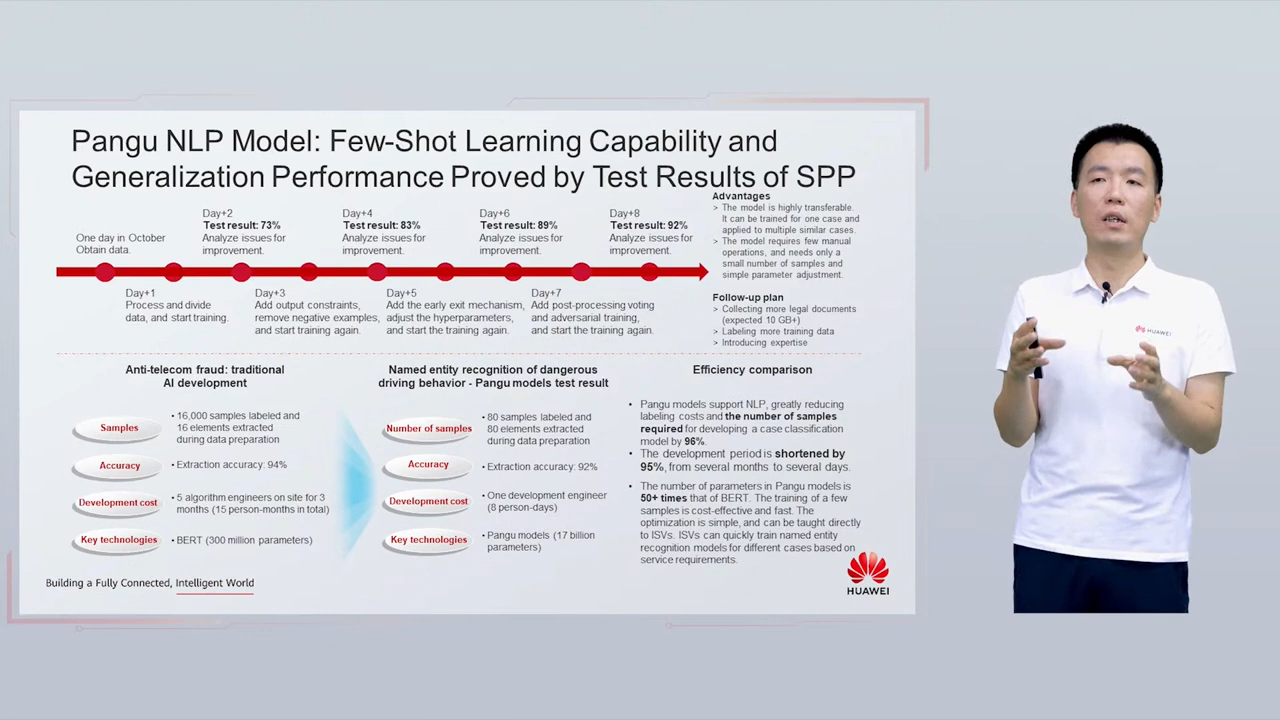 Pangu NLP Model: Few-Shot Learning Capability and
Generalization Performance Proved by Test Results of SPP
One day in October
Obtain data.
Day+2
Test result: 73%
Analyze issues for
improvement.
Day+4
Test result: 83%
Analyze issues for
improvement.
Day+6
Test result: 89%
Analyze issues for
improvement.
Day+8
Test result: 92%
Analyze issues for
improvement.
Day+1
Process and divide
data, and start training.
Day+3
Add output constraints,
remove negative examples,
and start training again.
Day+5
Add the early exit mechanism,
adjust the hyperparameters,
and start the training again.
Day+7
Add post-processing voting
and adversarial training,
and start the training again.
Advantages
> The model is highly transferable.
It can be trained for one case and
applied to multiple similar cases.
> The model requires few manual
operations, and needs only a
small number of samples and
simple parameter adjustment.
Follow-up plan
> Collecting more legal documents
(expected 10 GB+)
> Labeling more training data
> Introducing expertise
Anti-telecom fraud: traditional
AI development
Samples
• 16,000 samples labeled and
16 elements extracted
during data preparation
Accuracy
• Extraction accuracy: 94%
Development cost
• 5 algorithm engineers on site for 3
months (15 person-months in total)
Key technologies
• BERT (300 million parameters)
Named entity recognition of dangerous
driving behavior - Pangu models test result
Number of samples
• 80 samples labeled and
80 elements extracted
during data preparation
Accuracy
• Extraction accuracy: 92%
Development cost
• One development engineer
(8 person-days)
Key technologies
• Pangu models (17 billion
parameters)
Efficiency comparison
• Pangu models support NLP, greatly reducing
labeling costs and the number of samples
required for developing a case classification
model by 96%.
• The development period is shortened by
95%, from several months to several days.
• The number of parameters in Pangu models is
50+ times that of BERT. The training of a few
samples is cost-effective and fast. The
optimization is simple, and can be taught directly
to ISVs. ISVs can quickly train named entity
recognition models for different cases based on
service requirements.
Building a Fully Connected, Intelligent World
HUAWEI
HUAWEI